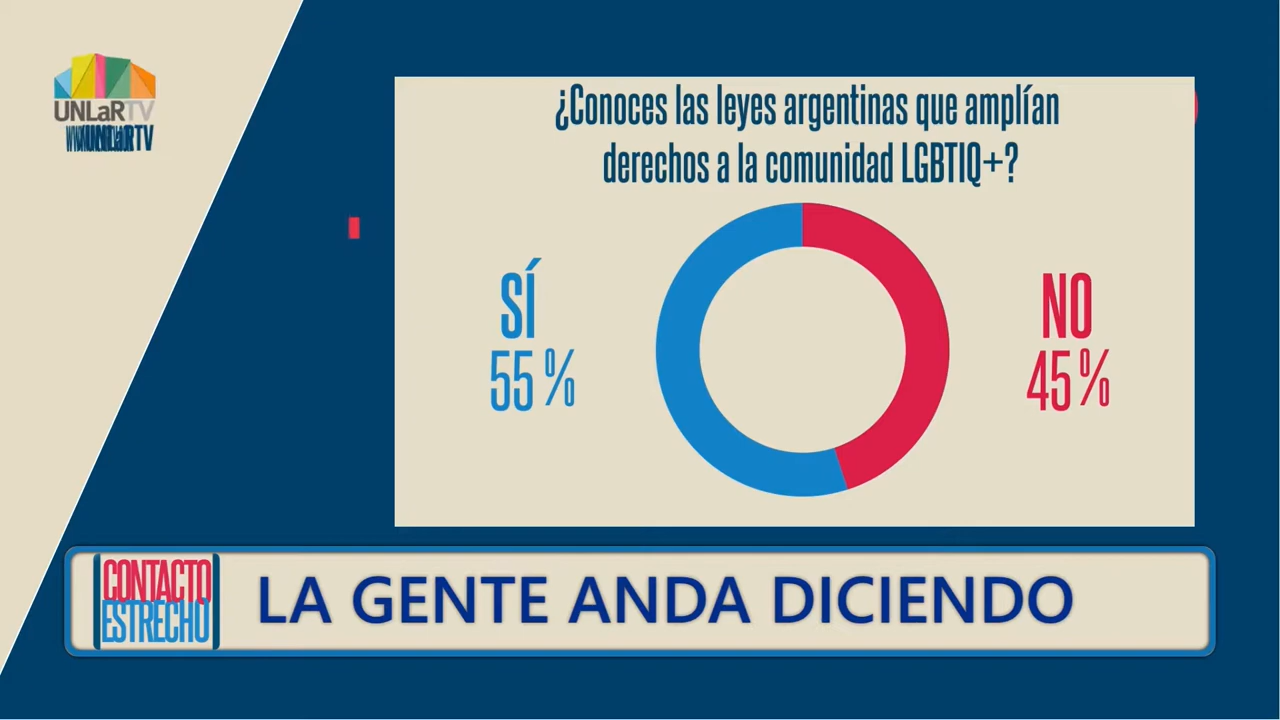 UNLaRTV
¿Conoces las leyes argentinas que amplían
derechos a la comunidad LGBTIQ+?
SÍ
55%
NO
45%
CONTACTO
ESTRECHO
LA GENTE ANDA DICIENDO